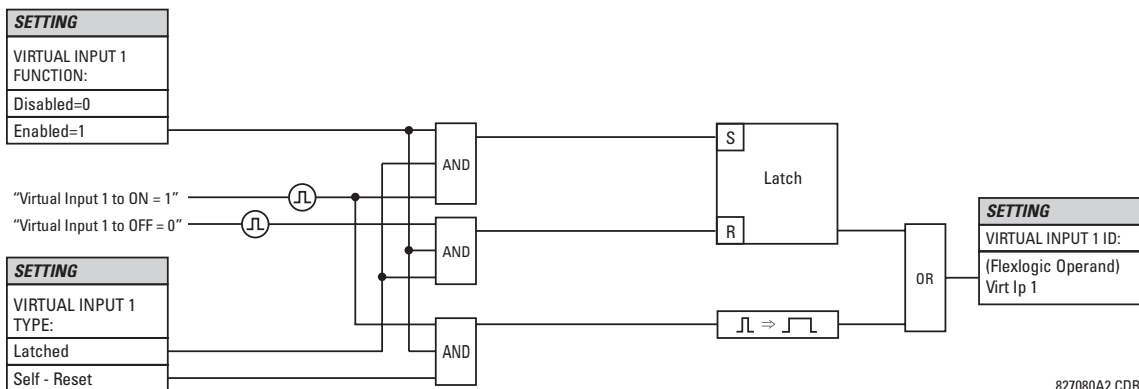 SETTING
VIRTUAL INPUT 1
FUNCTION:
Disabled=0
Enabled=1
"Virtual Input 1 to ON = 1"
"Virtual Input 1 to OFF = 0"
SETTING
VIRTUAL INPUT 1
TYPE:
Latched
Self - Reset
AND
AND
AND
S
Latch
R
OR
SETTING
VIRTUAL INPUT 1 ID:
(Flexlogic Operand)
Virt Ip 1
827080A2.CDR